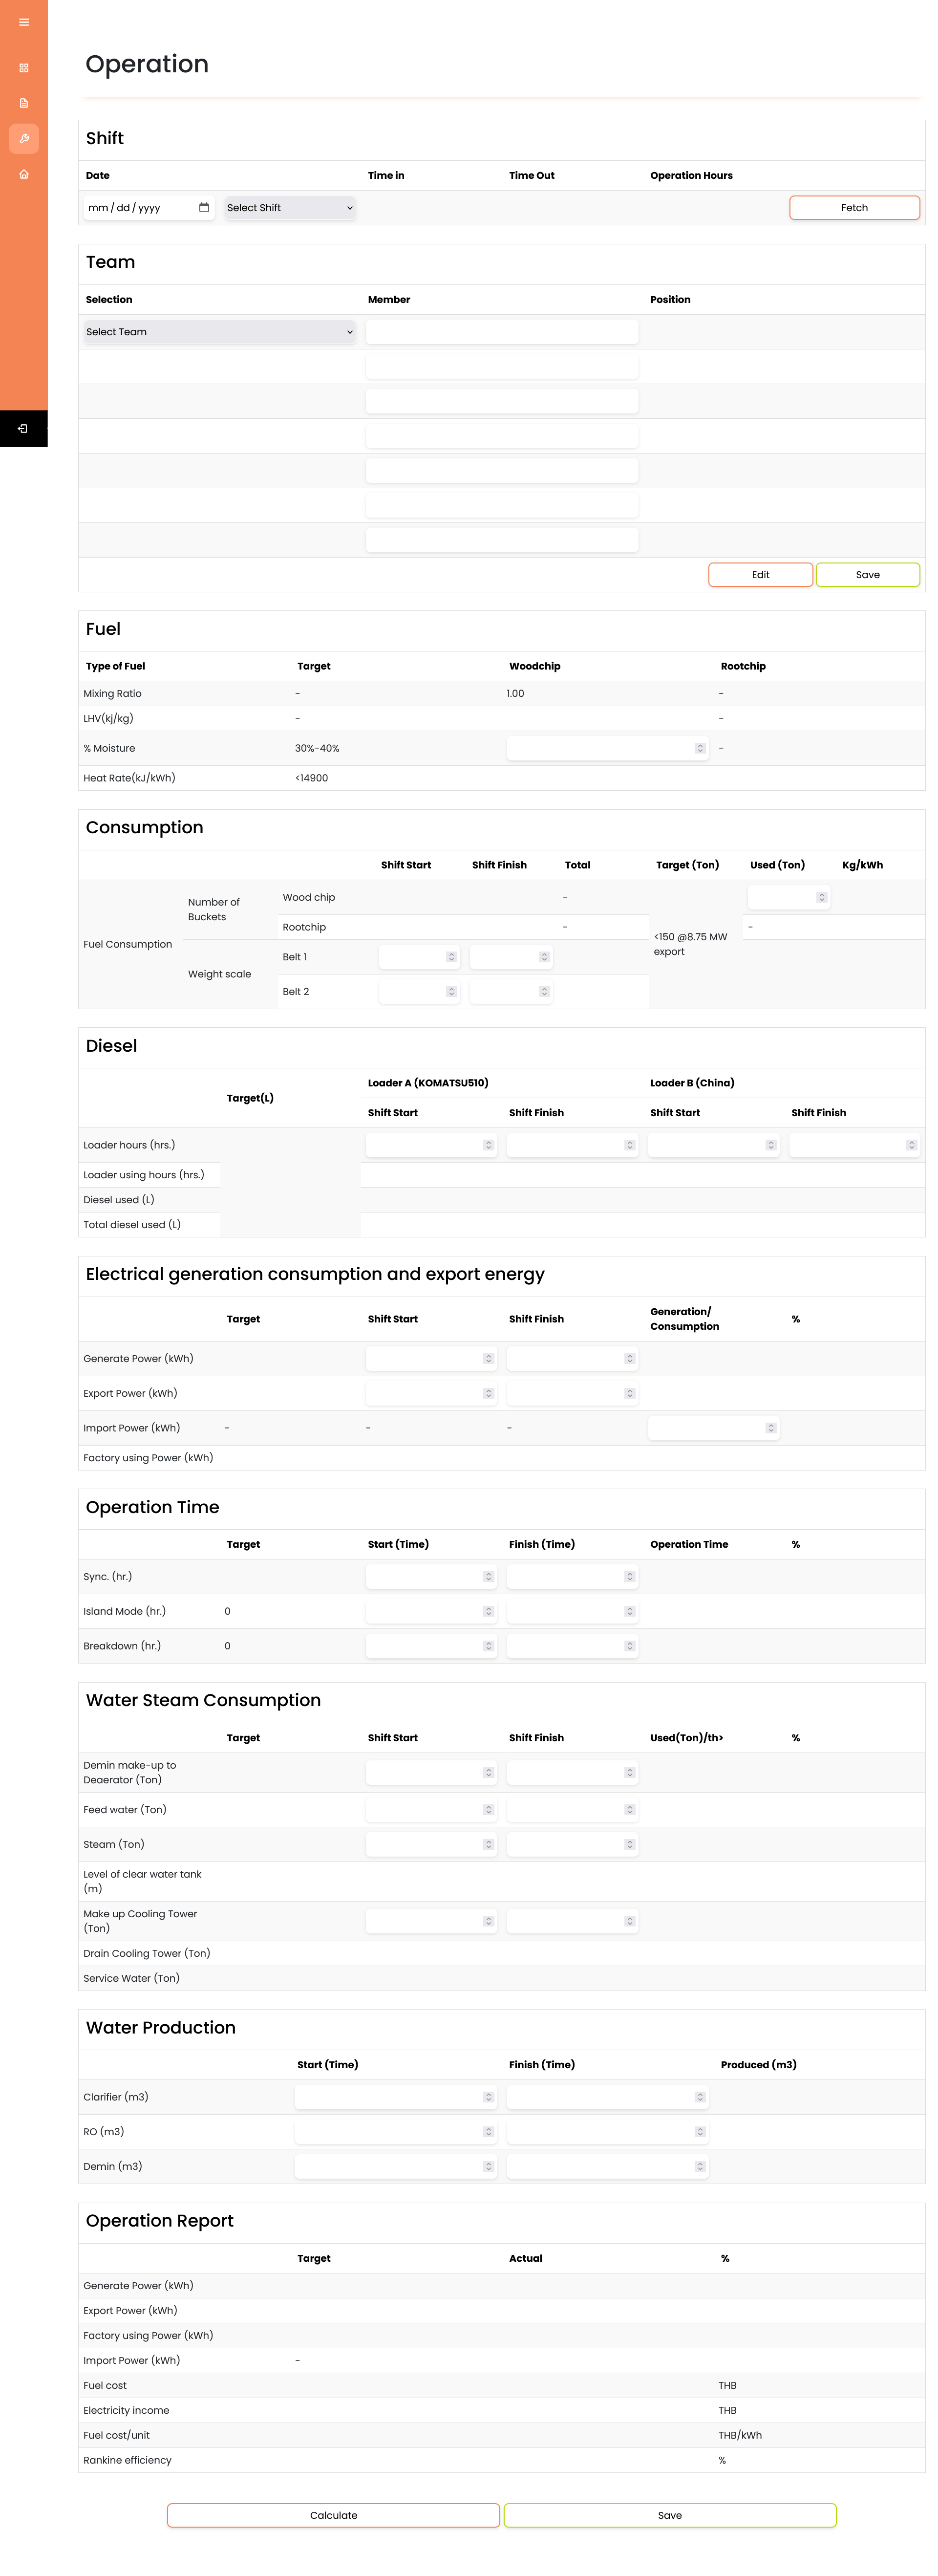 Operation
Shift
Date Time in Time Out Operation Hours
mm / dd / yyyy Select Shift Fetch
Team
Selection Member Position
Select Team
Edit Save
Fuel
Type of Fuel Target Woodchip Rootchip
Mixing Ratio - 1.00 -
LHV(kj/kg) - -
% Moisture 30%-40% -
Heat Rate(kJ/kWh) <14900
Consumption
Shift Start Shift Finish Total Target (Ton) Used (Ton) Kg/kWh
Fuel Consumption
Number of
Buckets
Wood chip -
Rootchip - -
<150 @8.75 MW
export
Weight scale
Belt 1
Belt 2
Diesel
Target(L) Loader A (KOMATSU510) Loader B (China)
Shift Start Shift Finish Shift Start Shift Finish
Loader hours (hrs.)
Loader using hours (hrs.)
Diesel used (L)
Total diesel used (L)
Electrical generation consumption and export energy
Target Shift Start Shift Finish Generation/
Consumption %
Generate Power (kWh)
Export Power (kWh)
Import Power (kWh) - - -
Factory using Power (kWh)
Operation Time
Target Start (Time) Finish (Time) Operation Time %
Sync. (hr.)
Island Mode (hr.) 0
Breakdown (hr.) 0
Water Steam Consumption
Target Shift Start Shift Finish Used(Ton)/th> %
Demin make-up to
Deaerator (Ton)
Feed water (Ton)
Steam (Ton)
Level of clear water tank
(m)
Make up Cooling Tower
(Ton)
Drain Cooling Tower (Ton)
Service Water (Ton)
Water Production
Start (Time) Finish (Time) Produced (m3)
Clarifier (m3)
RO (m3)
Demin (m3)
Operation Report
Target Actual %
Generate Power (kWh)
Export Power (kWh)
Factory using Power (kWh)
Import Power (kWh) -
Fuel cost THB
Electricity income THB
Fuel cost/unit THB/kWh
Rankine efficiency %
Calculate Save